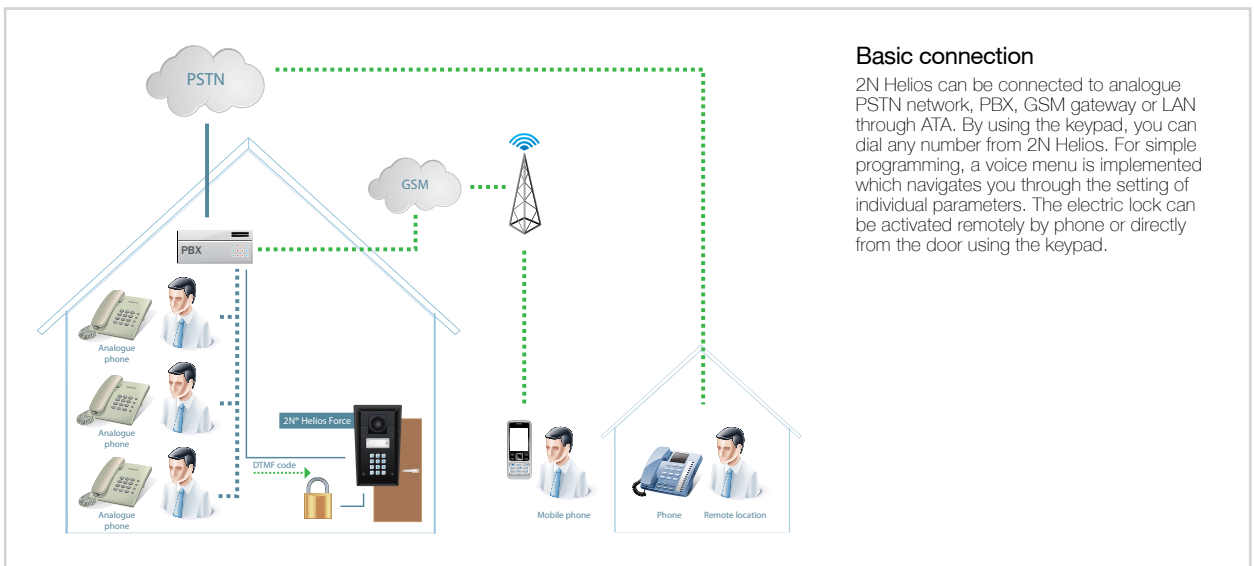 PSTN
GSM
PBX
Analogue
phone
Analogue
phone
Analogue
phone
2N® Helios Force
DTMF code
Mobile phone
Phone
Remote location
Basic connection
2N Helios can be connected to analogue
PSTN network, PBX, GSM gateway or LAN
through ATA. By using the keypad, you can
dial any number from 2N Helios. For simple
programming, a voice menu is implemented
which navigates you through the setting of
individual parameters. The electric lock can
be activated remotely by phone or directly
from the door using the keypad.